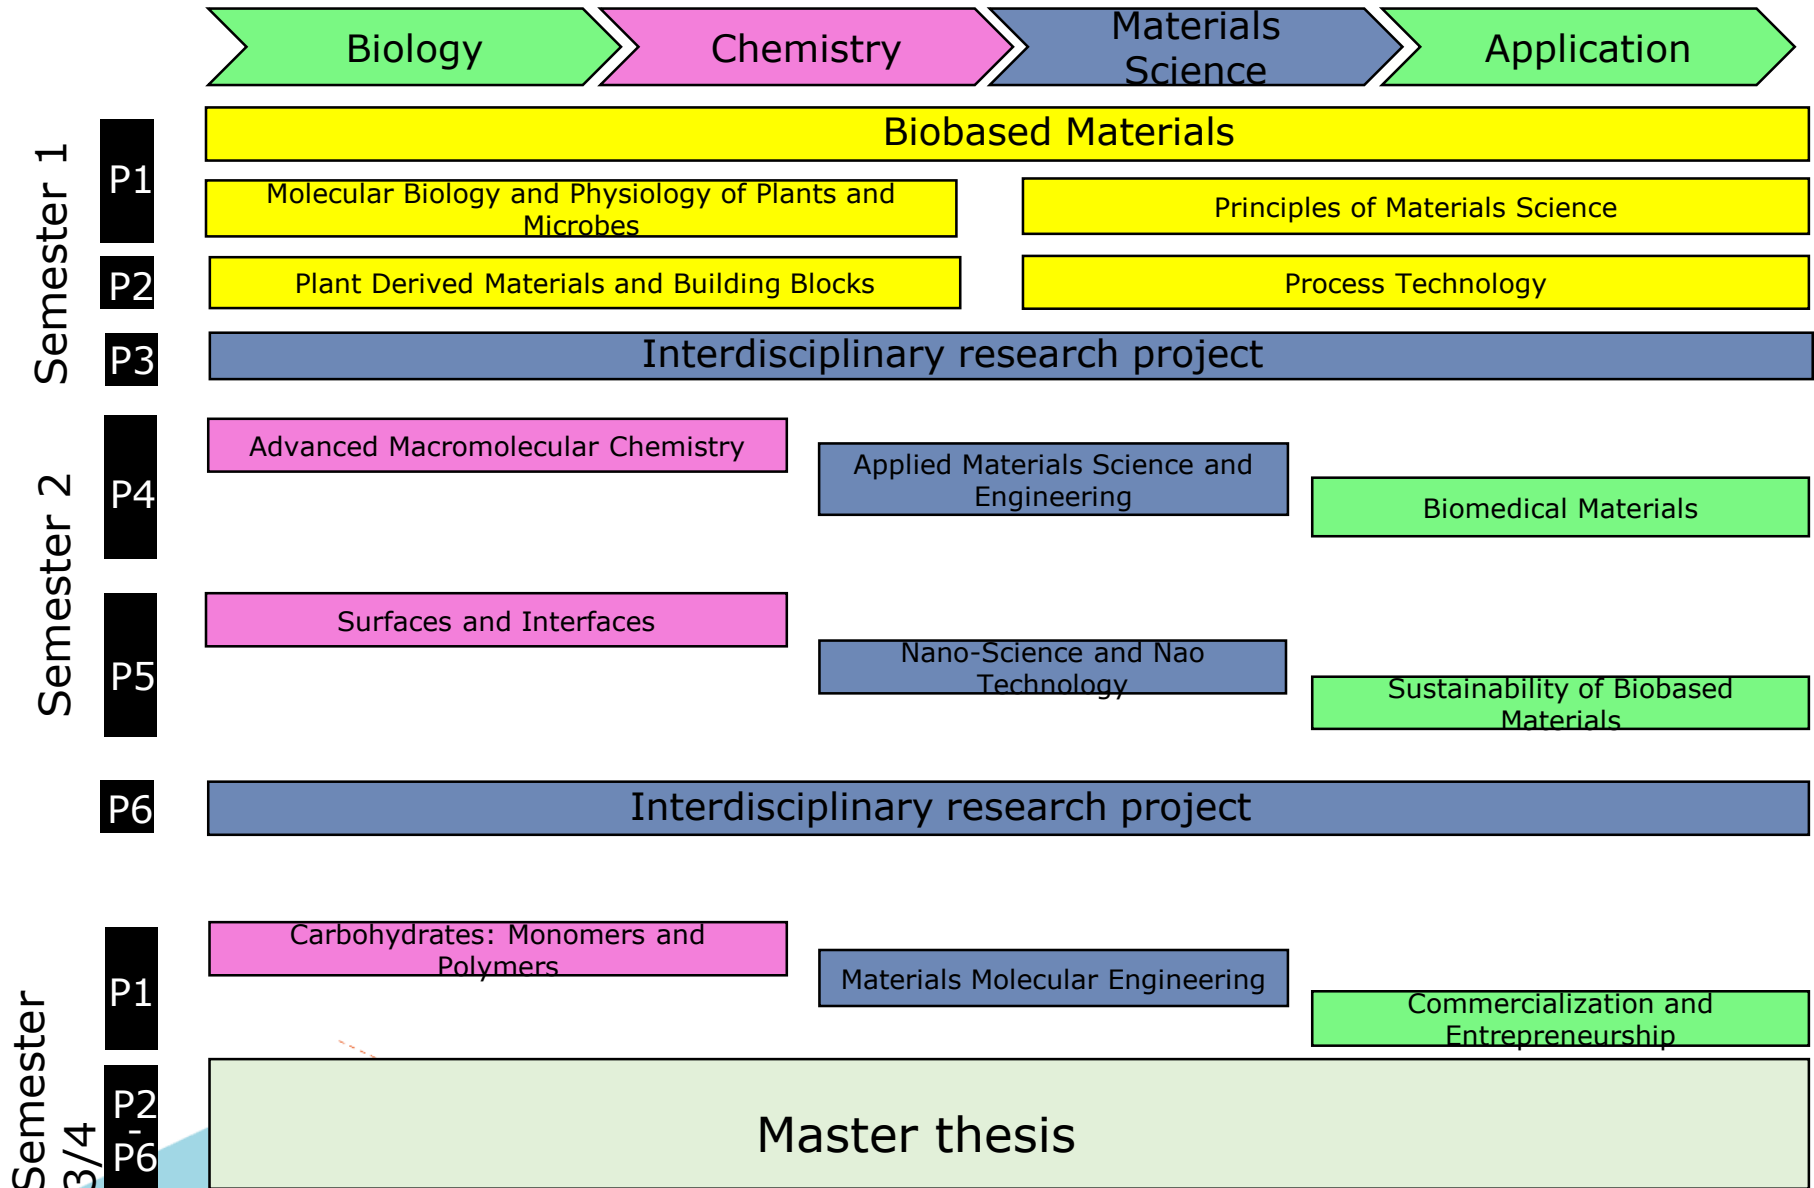 Biology
Chemistry
Materials
Science
Application
Semester 1
P1
Biobased Materials
Molecular Biology and Physiology of Plants and
Microbes
Principles of Materials Science
P2
Plant Derived Materials and Building Blocks
Process Technology
P3
Interdisciplinary research project
Semester 2
P4
Advanced Macromolecular Chemistry
Applied Materials Science and
Engineering
Biomedical Materials
P5
Surfaces and Interfaces
Nano-Science and Nao
Technology
Sustainability of Biobased
Materials
P6
Interdisciplinary research project
Semester
3/4
P1
Carbohydrates: Monomers and
Polymers
Materials Molecular Engineering
Commercialization and
Entrepreneurship
P2
-
P6
Master thesis